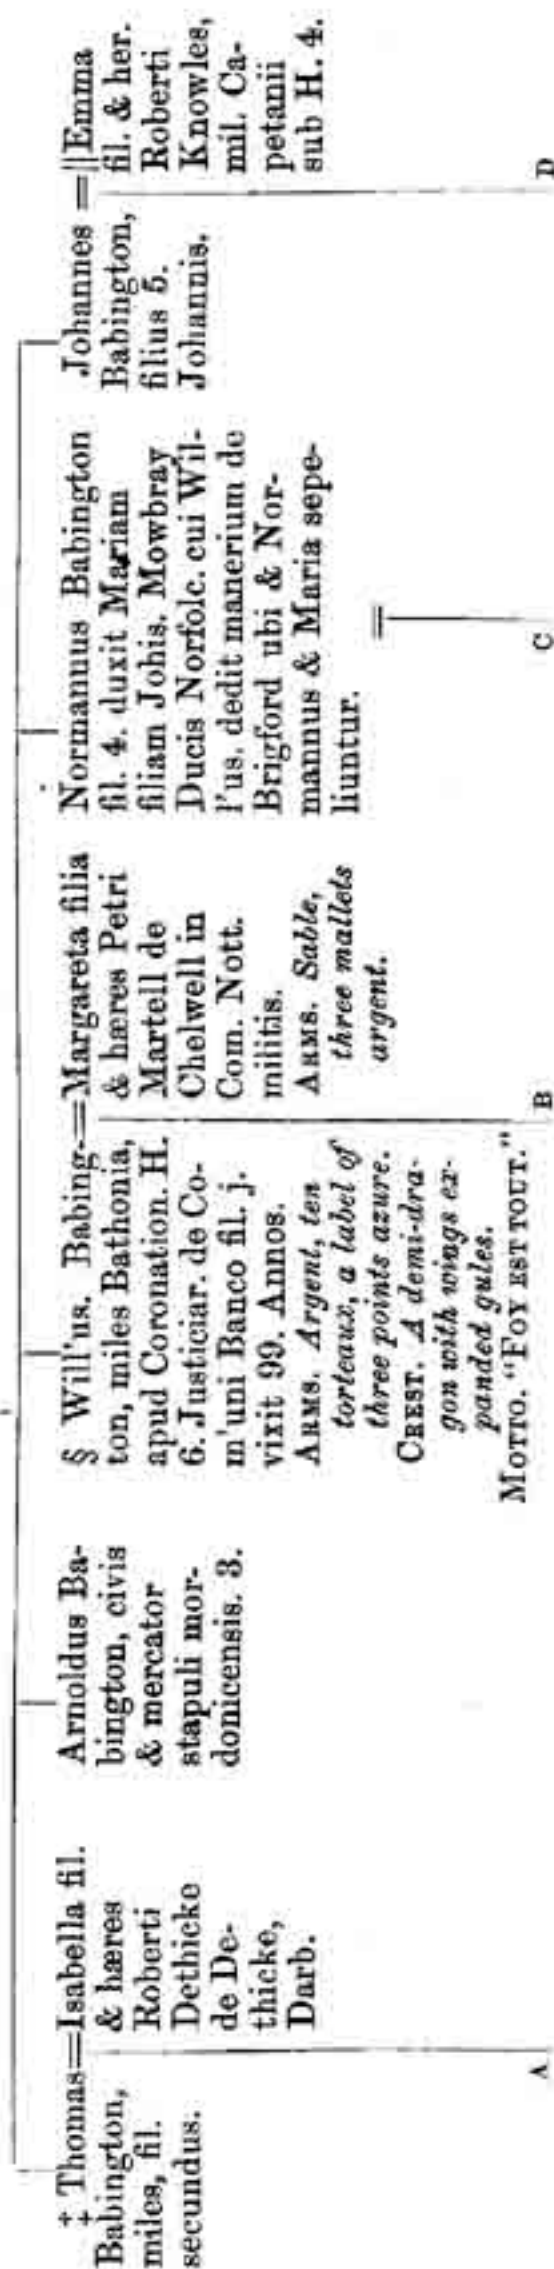 ‡ Thomas=Isabella fil.
Babington,
miles, fil.
secundus.
& hæres
Roberti
Dethicke
de De-
thicke,
Darb.
A
Arnoldus Ba-
bington, civis
& mercator
stapuli mor-
donicensis. 3.
§ Will'us. Babing-=Margareta filia
ton, miles Bathonia,
apud Coronation. H.
6. Justiciar. de Co-
m'uni Banco fil. j.
vixit 99. Annos.
ARMS. Argent, ten
torteaux, a label of
three points azure.
CREST. A demi-dra-
gon with wings ex-
panded gules.
MOTTO. "FOY EST TOUT."
& hæres Petri
Martell de
Chelwell in
Com. Nott.
militis.
ARMS. Sable,
three mallets
argent.
B
Normannus Babington
fil. 4. duxit Mariam
filiam Johis. Mowbray
Ducis Norfolc. cui Wil-
l'us. dedit manerium de
Brigford ubi & Nor-
mannus & Maria sepe-
liuntur.
=
C
Johannes =||Emma
Babington,
filius 5.
Johannis.
fil. & her.
Roberti
Knowles,
mil. Ca-
petanii
sub H. 4.
D